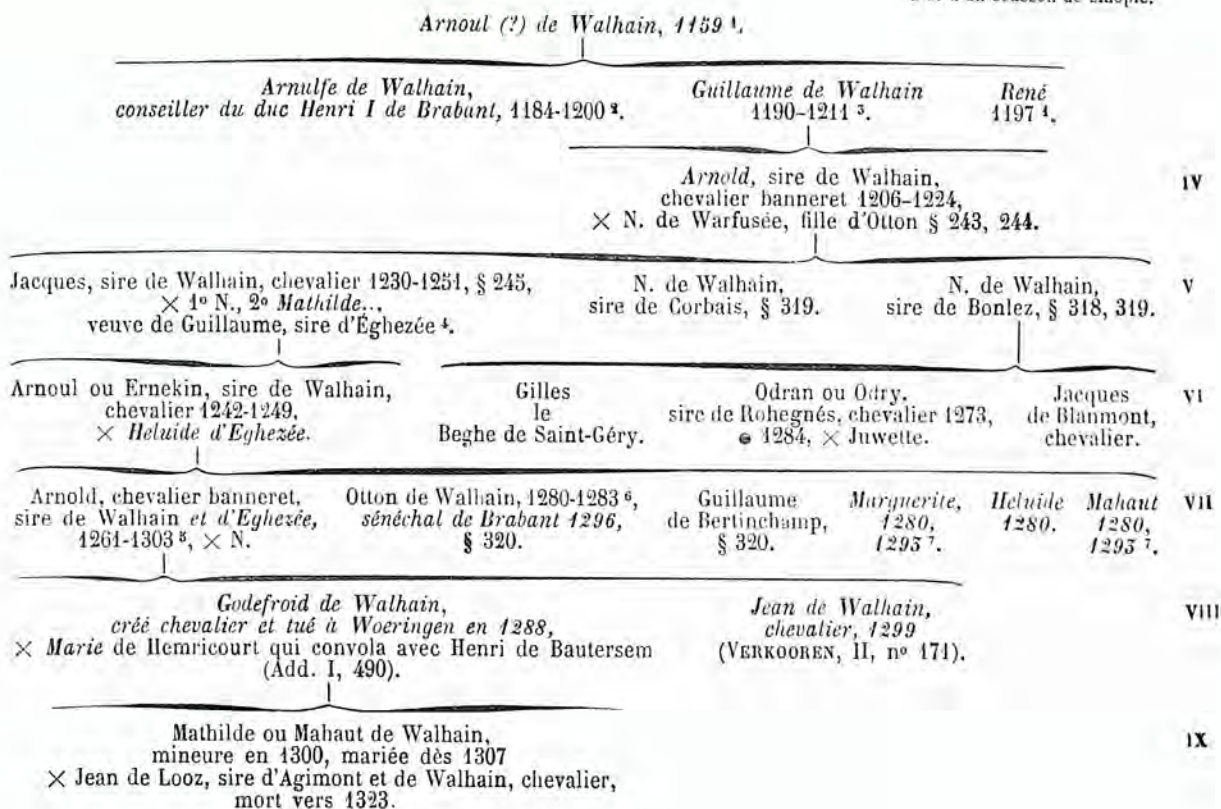 Arnoul (?) de Walhain, 1159 ¹.
Arnulfe de Walhain,
conseiller du duc Henri I de Brabant, 1184-1200 ².
Guillaume de Walhain
1190-1211 ³.
René
1197 ⁴.
Arnold, sire de Walhain,
chevalier banneret 1206-1224,
× N. de Warfusée, fille d'Otton § 243, 244.
IV
Jacques, sire de Walhain, chevalier 1230-1251, § 245,
× 1º N., 2º Mathilde...,
veuve de Guillaume, sire d'Éghezée ⁴.
N. de Walhain,
sire de Corbais, § 319.
N. de Walhain,
sire de Bonlez, § 318, 319.
V
Arnoul ou Ernekin, sire de Walhain,
chevalier 1242-1249,
× Heluide d'Eghezée.
Gilles
le
Beghe de Saint-Géry.
Odran ou Odry.
sire de Rohegnés, chevalier 1273,
1284, × Juwette.
Jacques
de Blanmont,
chevalier.
VI
Arnold, chevalier banneret,
sire de Walhain et d'Eghezée,
1261-1303 ⁵, × N.
Otton de Walhain, 1280-1283 ⁶,
sénéchal de Brabant 1296,
§ 320.
Guillaume
de Bertinchamp,
§ 320.
Marguerite,
1280,
1293 ⁷.
Heluide
1280.
Mahaut
1280,
1293 ⁷.
VII
Godefroid de Walhain,
créé chevalier et tué à Woeringen en 1288,
× Marie de Hemricourt qui convola avec Henri de Bautersem
(Add. I, 490).
Jean de Walhain,
chevalier, 1299
(VERKOOREN, II, nº 171).
VIII
Mathilde ou Mahaut de Walhain,
mineure en 1300, mariée dès 1307
× Jean de Looz, sire d'Agimont et de Walhain, chevalier,
mort vers 1323.
IX